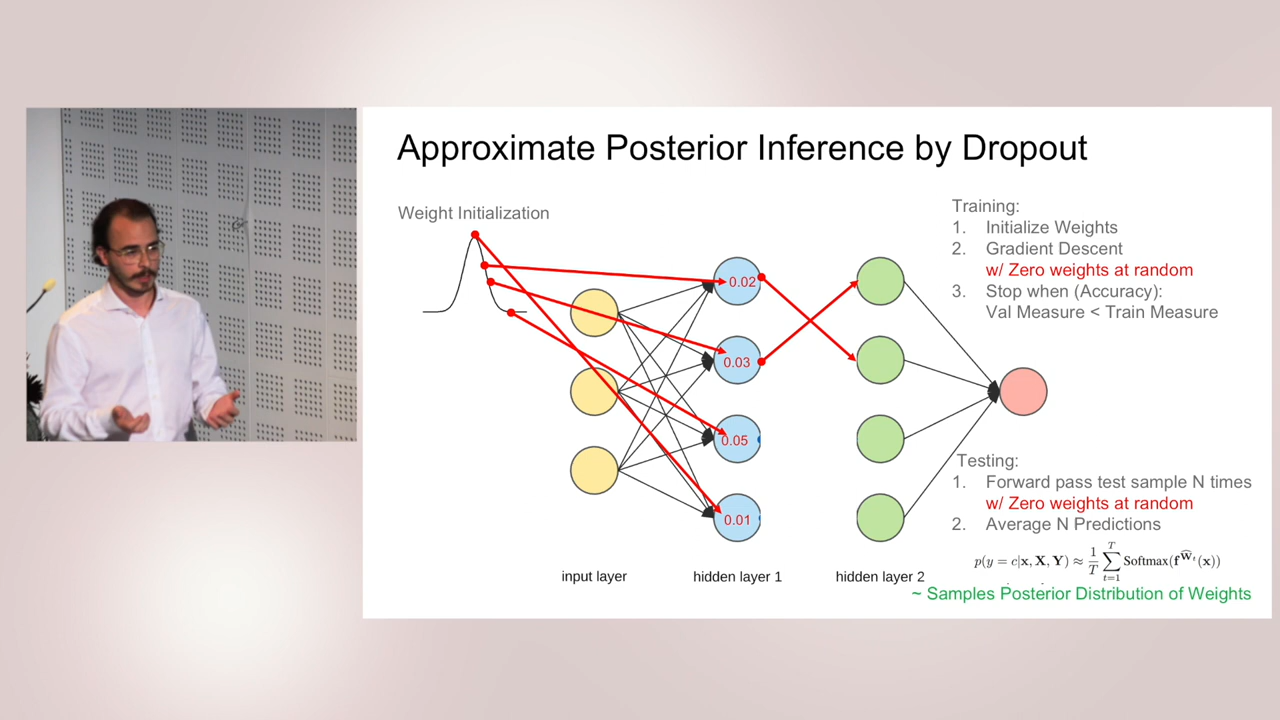 Approximate Posterior Inference by Dropout
Weight Initialization
0.02
0.03
0.05
0.01
input layer
hidden layer 1
hidden layer 2
Training:
1. Initialize Weights
2. Gradient Descent
w/ Zero weights at random
3. Stop when (Accuracy):
Val Measure < Train Measure
Testing:
1. Forward pass test sample N times
w/ Zero weights at random
2. Average N Predictions
p(y = c|x, X, Y) ≈ 1/T ∑_{t=1}^{T} Softmax(f^{Ŵ_t}(x))
~ Samples Posterior Distribution of Weights